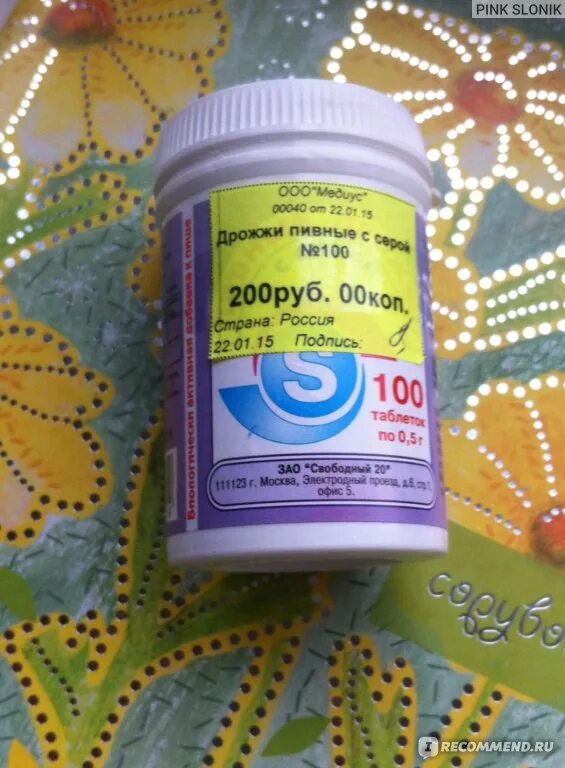 PINK SLONIK
ООО"Медиус"
00040 от 22.01.15
Дрожжи пивные с серой
№100
200руб. 00коп.
Страна: Россия
22.01.15 Подпись:
S
100
таблеток
по 0,5 г
ЗАО "Свободный 20"
111123 г. Москва, Электродный проезд, д.6, стр.1,
офис 5.
Биологически активная добавка к пище
IRECOMMEND.RU